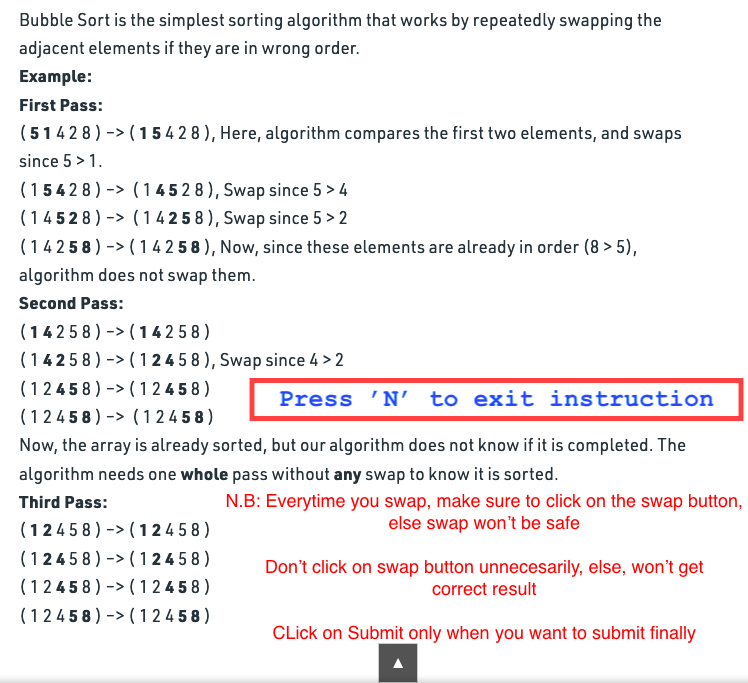 Bubble Sort is the simplest sorting algorithm that works by repeatedly swapping the
adjacent elements if they are in wrong order.
Example:
First Pass:
( 5 1 4 2 8 ) –> ( 1 5 4 2 8 ), Here, algorithm compares the first two elements, and swaps
since 5 > 1.
( 1 5 4 2 8 ) –> ( 1 4 5 2 8 ), Swap since 5 > 4
( 1 4 5 2 8 ) –> ( 1 4 2 5 8 ), Swap since 5 > 2
( 1 4 2 5 8 ) –> ( 1 4 2 5 8 ), Now, since these elements are already in order (8 > 5),
algorithm does not swap them.
Second Pass:
( 1 4 2 5 8 ) –> ( 1 4 2 5 8 )
( 1 4 2 5 8 ) –> ( 1 2 4 5 8 ), Swap since 4 > 2
( 1 2 4 5 8 ) –> ( 1 2 4 5 8 )
Press 'N' to exit instruction
( 1 2 4 5 8 ) –> ( 1 2 4 5 8 )
Now, the array is already sorted, but our algorithm does not know if it is completed. The
algorithm needs one whole pass without any swap to know it is sorted.
Third Pass:
( 1 2 4 5 8 ) –> ( 1 2 4 5 8 )
( 1 2 4 5 8 ) –> ( 1 2 4 5 8 )
( 1 2 4 5 8 ) –> ( 1 2 4 5 8 )
( 1 2 4 5 8 ) –> ( 1 2 4 5 8 )
N.B: Everytime you swap, make sure to click on the swap button,
else swap won't be safe
Don't click on swap button unnecesarily, else, won't get
correct result
CLick on Submit only when you want to submit finally